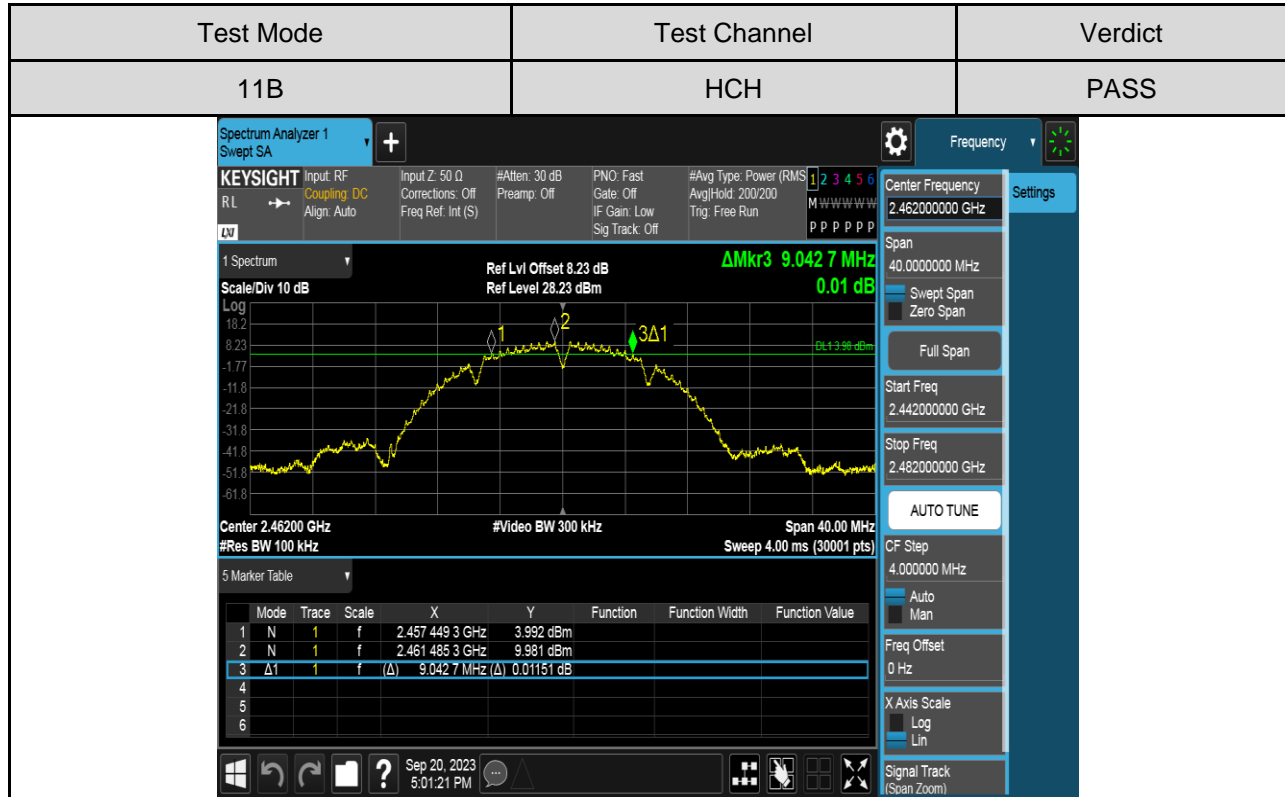 Test Mode Test Channel Verdict
11B HCH PASS
Spectrum Analyzer 1
Swept SA
+
Frequency
KEYSIGHT
RL
LXI
Input: RF
Coupling: DC
Align: Auto
Input Z: 50 Ω
Corrections: Off
Freq Ref: Int (S)
#Atten: 30 dB
Preamp: Off
PNO: Fast
Gate: Off
IF Gain: Low
Sig Track: Off
#Avg Type: Power (RMS
Avg|Hold: 200/200
Trig: Free Run
1 2 3 4 5 6
M W W W W W
P P P P P P
1 Spectrum
Scale/Div 10 dB
Ref Lvl Offset 8.23 dB
Ref Level 28.23 dBm
ΔMkr3 9.042 7 MHz
0.01 dB
Log
18.2
8.23
-1.77
-11.8
-21.8
-31.8
-41.8
-51.8
-61.8
1
2
3Δ1
DL1 3.98 dBm
Center 2.46200 GHz #Video BW 300 kHz Span 40.00 MHz
#Res BW 100 kHz Sweep 4.00 ms (30001 pts)
5 Marker Table
Mode Trace Scale X Y Function Function Width Function Value
1 N 1 f 2.457 449 3 GHz 3.992 dBm
2 N 1 f 2.461 485 3 GHz 9.981 dBm
3 Δ1 1 f (Δ) 9.042 7 MHz (Δ) 0.01151 dB
4
5
6
Sep 20, 2023
5:01:21 PM
?
Center Frequency
2.462000000 GHz
Settings
Span
40.0000000 MHz
Swept Span
Zero Span
Full Span
Start Freq
2.442000000 GHz
Stop Freq
2.482000000 GHz
AUTO TUNE
CF Step
4.000000 MHz
Auto
Man
Freq Offset
0 Hz
X Axis Scale
Log
Lin
Signal Track
(Span Zoom)